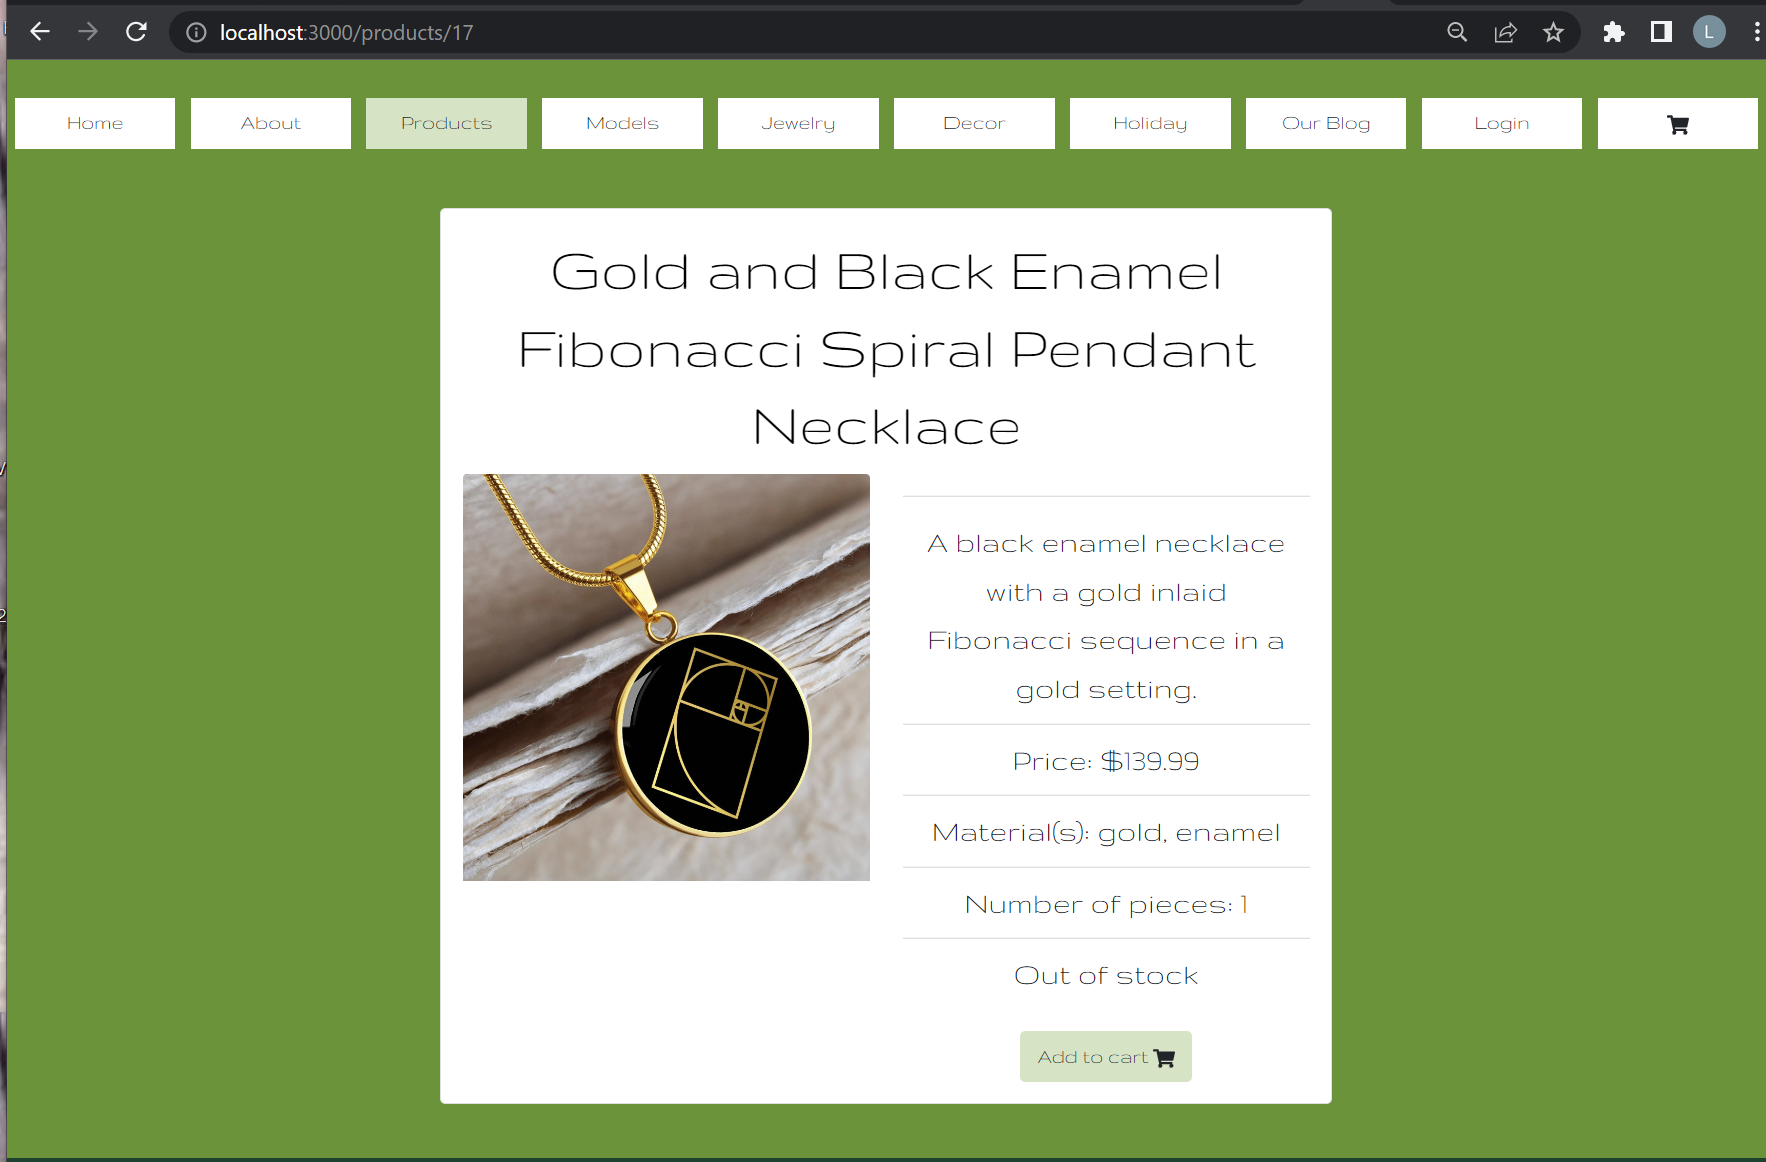 localhost:3000/products/17
L
Home About Products Models Jewelry Decor Holiday Our Blog Login
Gold and Black Enamel
Fibonacci Spiral Pendant
Necklace
A black enamel necklace
with a gold inlaid
Fibonacci sequence in a
gold setting.
Price: $139.99
Material(s): gold, enamel
Number of pieces: 1
Out of stock
Add to cart